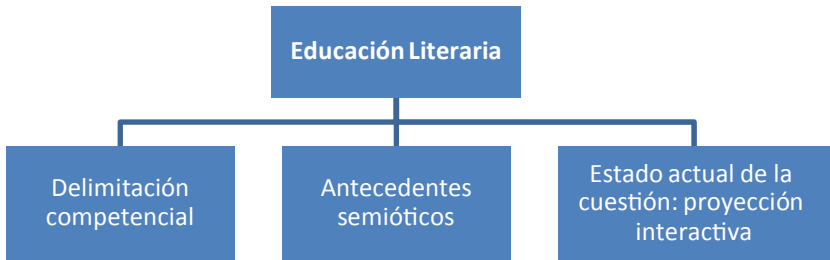 Educación Literaria
Delimitación
competencial
Antecedentes
semióticos
Estado actual de la
cuestión: proyección
interactiva